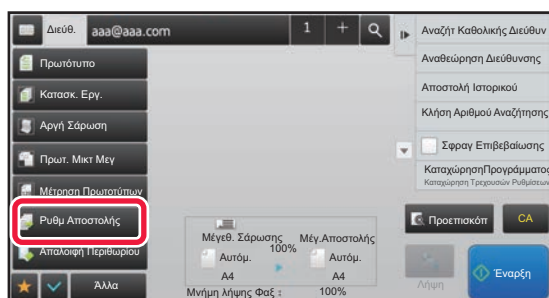 Διεύθ. aaa@aaa.com 1 +
Πρωτότυπο
Κατασκ. Εργ.
Αργή Σάρωση
Πρωτ. Μικτ Μεγ
Μέτρηση Πρωτοτύπων
Ρυθμ Αποστολής
Απαλοιφή Περιθωρίου
Άλλα
Μέγεθ. Σάρωσης
100%
Μέγ.Αποστολής
Αυτόμ.
A4
Αυτόμ.
A4
Μνήμη λήψης Φαξ : 100%
Αναζήτ Καθολικής Διεύθυν
Αναθεώρηση Διεύθυνσης
Αποστολή Ιστορικού
Κλήση Αριθμού Αναζήτησης
Σφραγ Επιβεβαίωσης
ΚαταχώρησηΠρογράμματος
Καταχώρηση Τρεχουσών Ρυθμίσεων
Προεπισκόπ
CA
Λήψη
Έναρξη